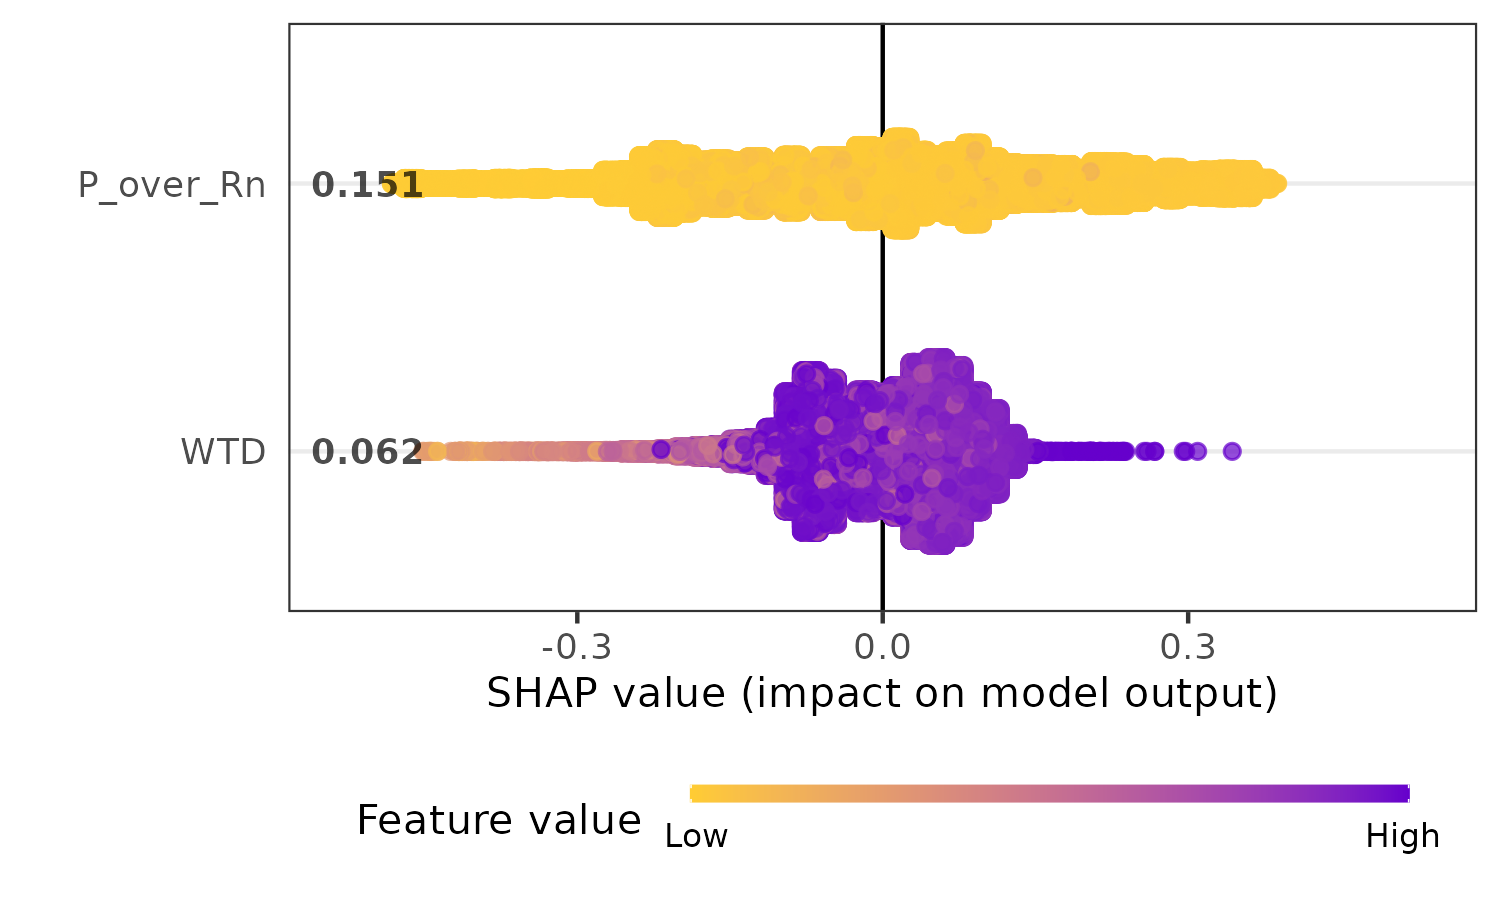 P_over_Rn 0.151
WTD 0.062
-0.3 0.0 0.3
SHAP value (impact on model output)
Feature value
Low High